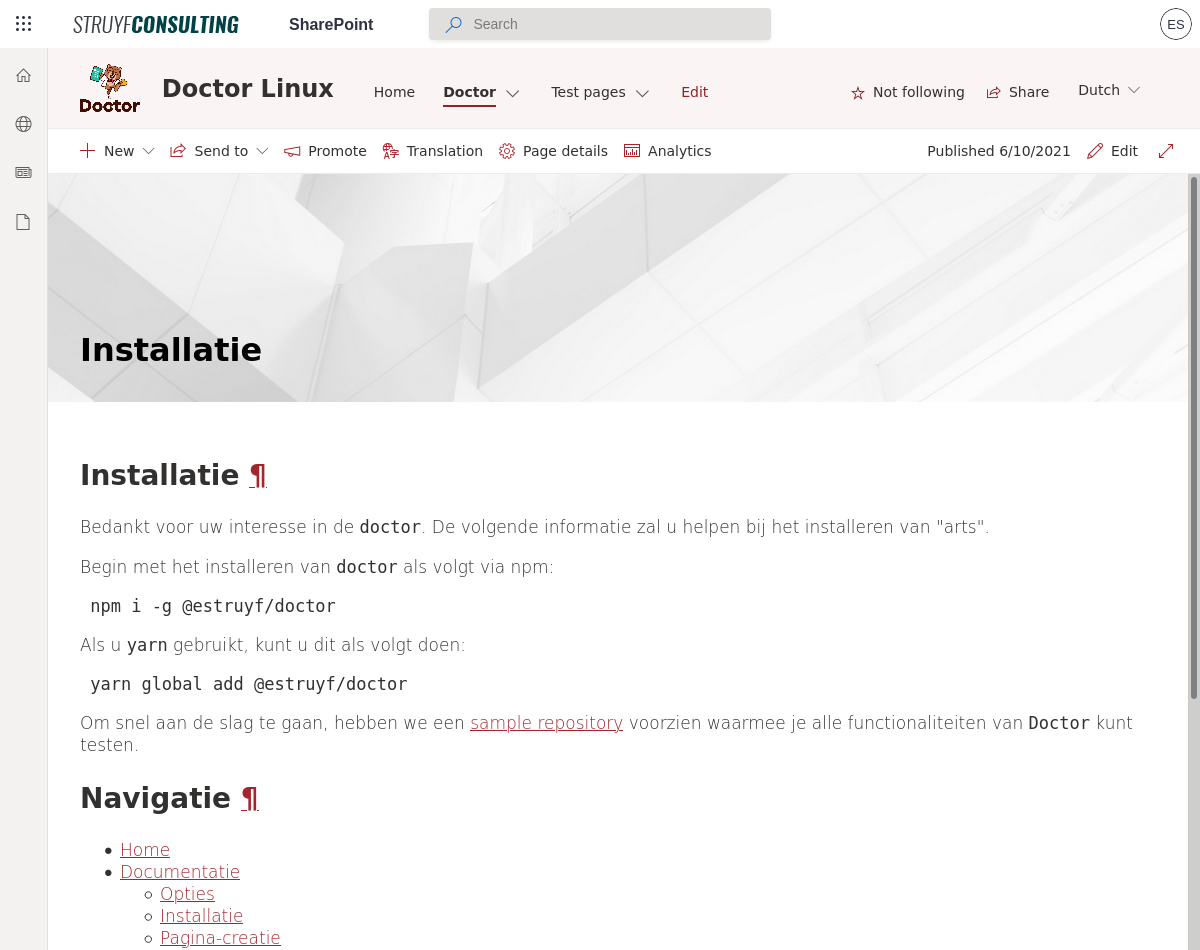 STRUYFCONSULTING SharePoint Search ES
Doctor
Doctor Linux Home Doctor Test pages Edit Not following Share Dutch
New Send to Promote Translation Page details Analytics Published 6/10/2021 Edit
Installatie
Installatie ¶
Bedankt voor uw interesse in de doctor. De volgende informatie zal u helpen bij het installeren van "arts".
Begin met het installeren van doctor als volgt via npm:
npm i -g @estruyf/doctor
Als u yarn gebruikt, kunt u dit als volgt doen:
yarn global add @estruyf/doctor
Om snel aan de slag te gaan, hebben we een sample repository voorzien waarmee je alle functionaliteiten van Doctor kunt
testen.
Navigatie ¶
Home
Documentatie
Opties
Installatie
Pagina-creatie